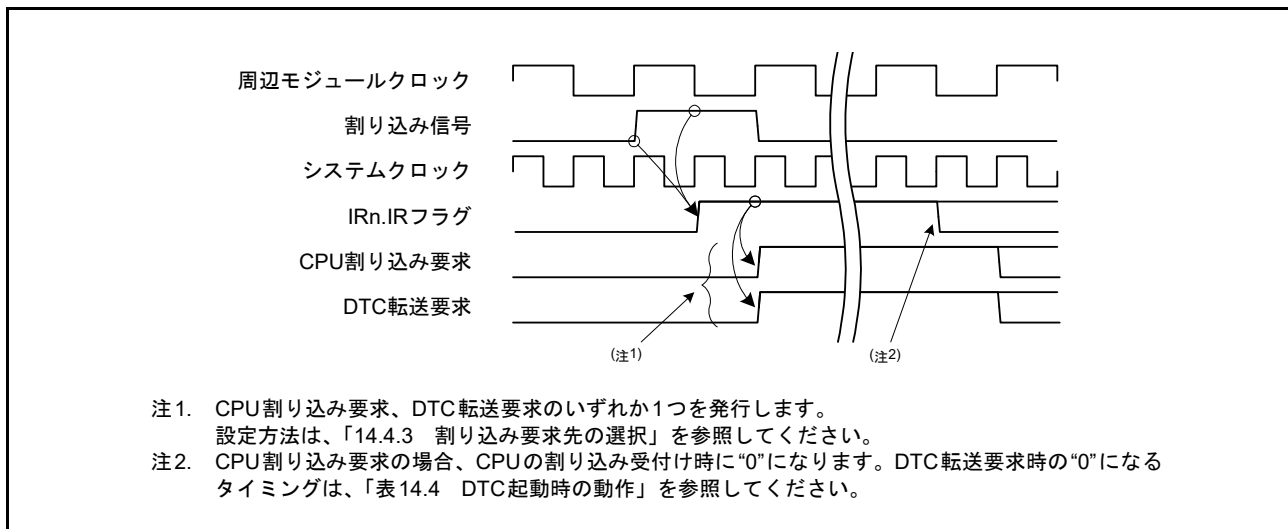 周辺モジュールクロック
割り込み信号
システムクロック
IRn.IRフラグ
CPU割り込み要求
DTC転送要求
(注1)
(注2)
注1. CPU割り込み要求、DTC転送要求のいずれか1つを発行します。
設定方法は、「14.4.3 割り込み要求先の選択」を参照してください。
注2. CPU割り込み要求の場合、CPUの割り込み受付け時に“0”になります。DTC転送要求時の“0”になる
タイミングは、「表14.4 DTC起動時の動作」を参照してください。